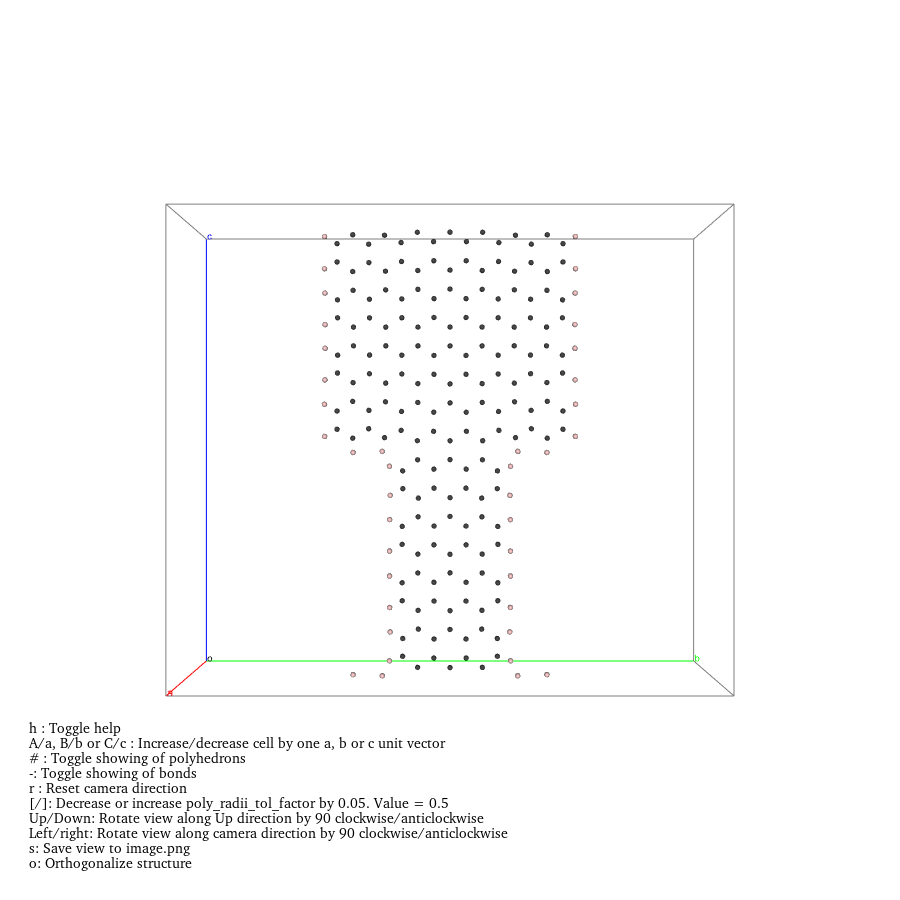 c
o
b
a
h : Toggle help
A/a, B/b or C/c : Increase/decrease cell by one a, b or c unit vector
# : Toggle showing of polyhedrons
-: Toggle showing of bonds
r : Reset camera direction
[/]: Decrease or increase poly_radii_tol_factor by 0.05. Value = 0.5
Up/Down: Rotate view along Up direction by 90 clockwise/anticlockwise
Left/right: Rotate view along camera direction by 90 clockwise/anticlockwise
s: Save view to image.png
o: Orthogonalize structure